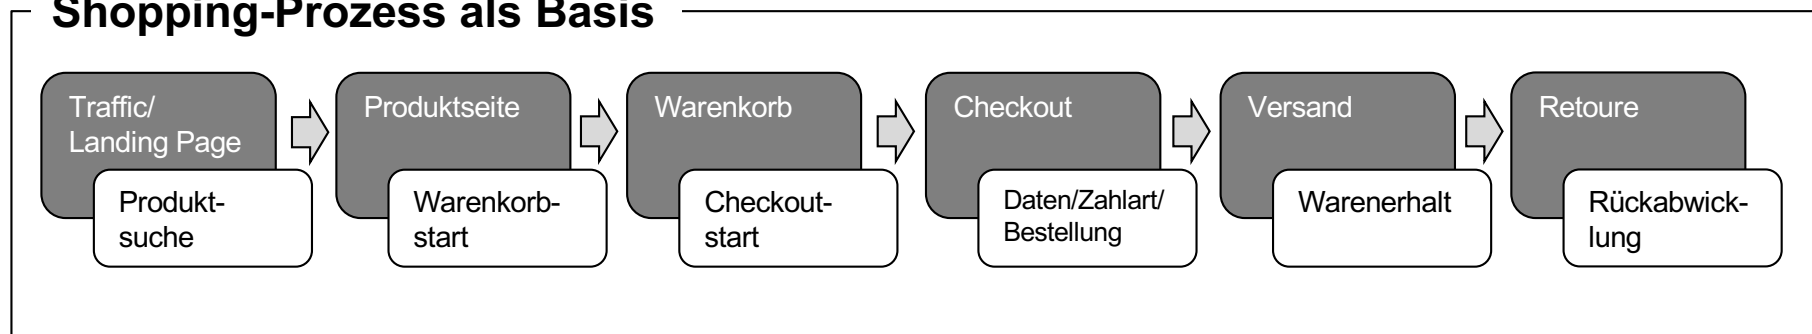 Shopping-Prozess als Basis
Traffic/
Landing Page
Produkt-
suche
Produktseite
Warenkorb-
start
Warenkorb
Checkout-
start
Checkout
Daten/Zahlart/
Bestellung
Versand
Warenerhalt
Retoure
Rückabwick-
lung